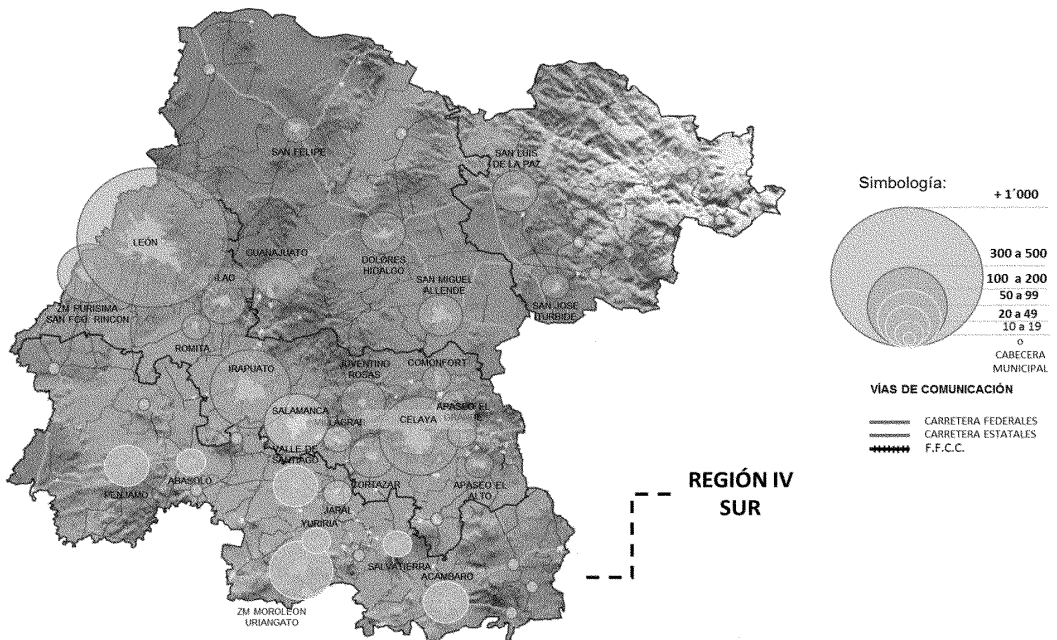 SAN FELIPE
SAN LUIS
DE LA PAZ
LEÓN
GUANAJUATO
DOLORES
HIDALGO
SAN MIGUEL
ALLENDE
SAN JOSE
ITURBIDE
ZM PURISIMA
SAN FCO. RINCON
ROMITA
IRAPUATO
JUVENTINO
ROSAS
COMONFORT
SALAMANCA
CELAYA
APASEO EL
VALLE DE
SANTIAGO
CORTAZAR
APASEO EL
ALTO
PENJAMO
ABASOLO
JARAL
YURIRIA
SALVATIERRA
ACAMBARO
ZM MOROLEON
URIANGATO
REGIÓN IV
SUR
Simbología:
+ 1´000
300 a 500
100 a 200
50 a 99
20 a 49
10 a 19
o
CABECERA
MUNICIPAL
VÍAS DE COMUNICACIÓN
CARRETERA FEDERALES
CARRETERA ESTATALES
F.F.C.C.